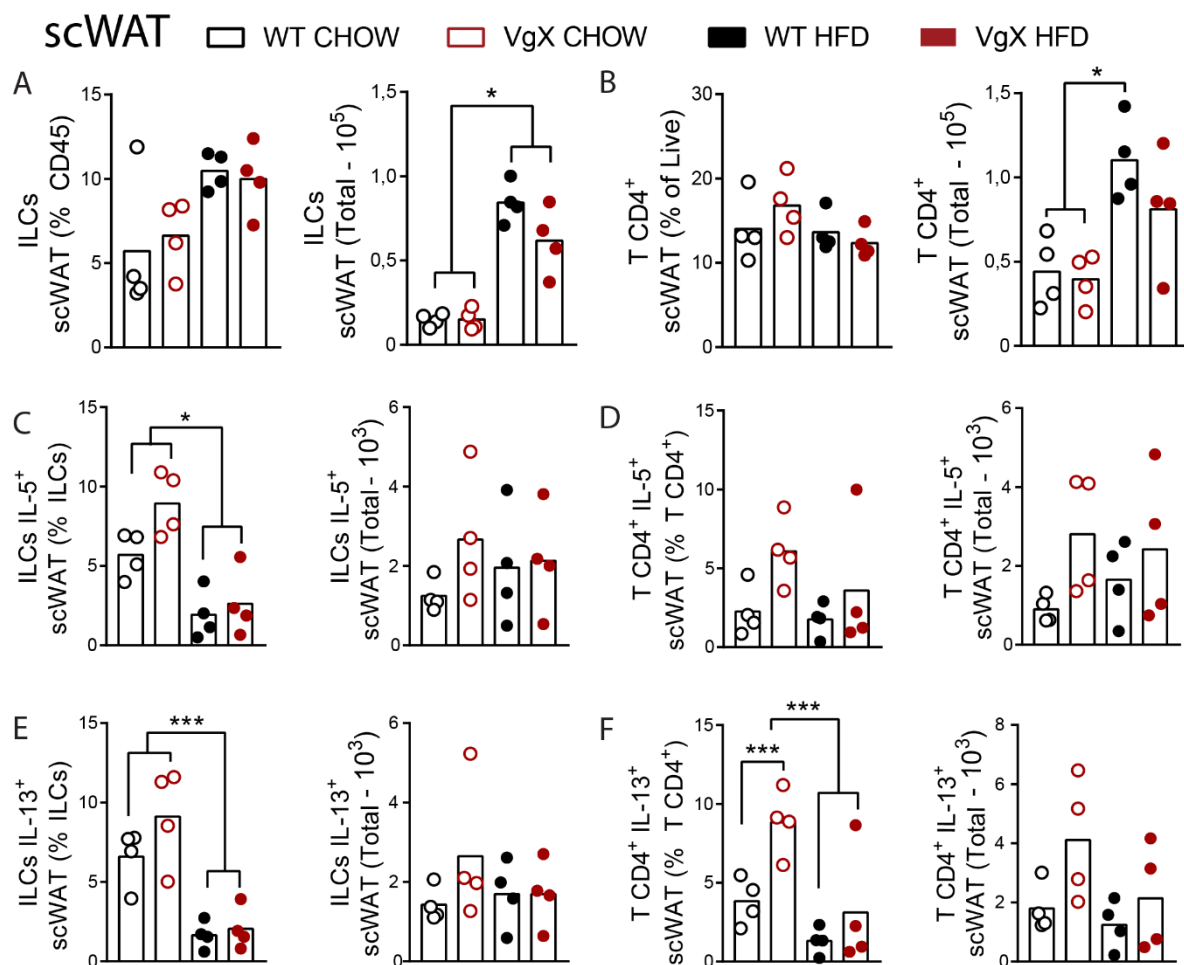 scWAT WT CHOW VgX CHOW WT HFD VgX HFD
A
ILCs
scWAT (% CD45)
15
10
5
0
ILCs
scWAT (Total - 10⁵)
1,5
1,0
0,5
0
*
B
T CD4⁺
scWAT (% of Live)
30
20
10
0
T CD4⁺
scWAT (Total - 10⁵)
1,5
1,0
0,5
0
*
C
ILCs IL-5⁺
scWAT (% ILCs)
15
10
5
0
*
ILCs IL-5⁺
scWAT (Total - 10³)
6
4
2
0
D
T CD4⁺ IL-5⁺
scWAT (% T CD4⁺)
15
10
5
0
T CD4⁺ IL-5⁺
scWAT (Total - 10³)
6
4
2
0
E
ILCs IL-13⁺
scWAT (% ILCs)
15
10
5
0
***
ILCs IL-13⁺
scWAT (Total - 10³)
6
4
2
0
F
T CD4⁺ IL-13⁺
scWAT (% T CD4⁺)
15
10
5
0
***
***
T CD4⁺ IL-13⁺
scWAT (Total - 10³)
8
6
4
2
0